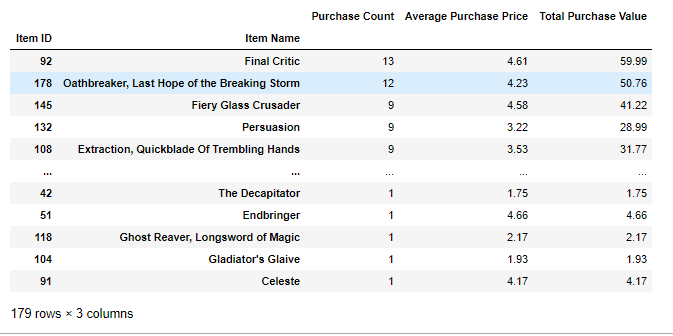 Purchase Count Average Purchase Price Total Purchase Value
Item ID Item Name
92 Final Critic 13 4.61 59.99
178 Oathbreaker, Last Hope of the Breaking Storm 12 4.23 50.76
145 Fiery Glass Crusader 9 4.58 41.22
132 Persuasion 9 3.22 28.99
108 Extraction, Quickblade Of Trembling Hands 9 3.53 31.77
... ... ... ... ...
42 The Decapitator 1 1.75 1.75
51 Endbringer 1 4.66 4.66
118 Ghost Reaver, Longsword of Magic 1 2.17 2.17
104 Gladiator's Glaive 1 1.93 1.93
91 Celeste 1 4.17 4.17
179 rows × 3 columns